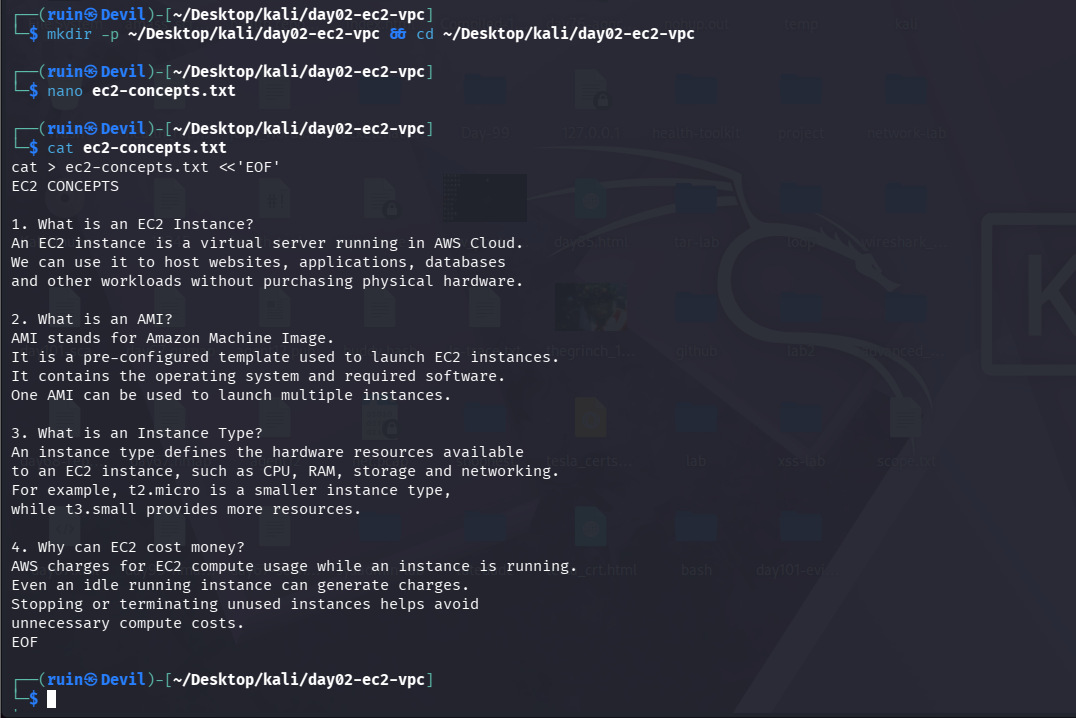 ┌──(ruin㉿Devil)-[~/Desktop/kali/day02-ec2-vpc]
└─$ mkdir -p ~/Desktop/kali/day02-ec2-vpc && cd ~/Desktop/kali/day02-ec2-vpc
┌──(ruin㉿Devil)-[~/Desktop/kali/day02-ec2-vpc]
└─$ nano ec2-concepts.txt
┌──(ruin㉿Devil)-[~/Desktop/kali/day02-ec2-vpc]
└─$ cat ec2-concepts.txt
cat > ec2-concepts.txt <<'EOF'
EC2 CONCEPTS
1. What is an EC2 Instance?
An EC2 instance is a virtual server running in AWS Cloud.
We can use it to host websites, applications, databases
and other workloads without purchasing physical hardware.
2. What is an AMI?
AMI stands for Amazon Machine Image.
It is a pre-configured template used to launch EC2 instances.
It contains the operating system and required software.
One AMI can be used to launch multiple instances.
3. What is an Instance Type?
An instance type defines the hardware resources available
to an EC2 instance, such as CPU, RAM, storage and networking.
For example, t2.micro is a smaller instance type,
while t3.small provides more resources.
4. Why can EC2 cost money?
AWS charges for EC2 compute usage while an instance is running.
Even an idle running instance can generate charges.
Stopping or terminating unused instances helps avoid
unnecessary compute costs.
EOF
┌──(ruin㉿Devil)-[~/Desktop/kali/day02-ec2-vpc]
└─$